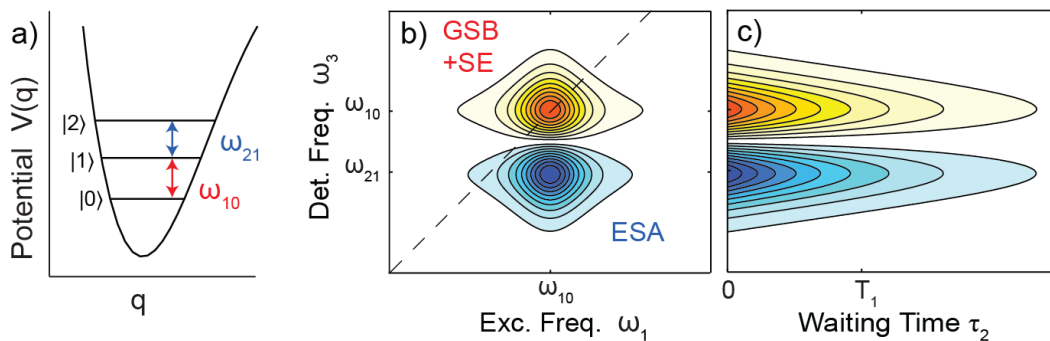 a)
Potential V(q)
|2⟩
|1⟩
|0⟩
ω21
ω10
q
b)
GSB
+SE
Det. Freq. ω3
ω10
ω21
ESA
ω10
Exc. Freq. ω1
c)
0
T1
Waiting Time τ2